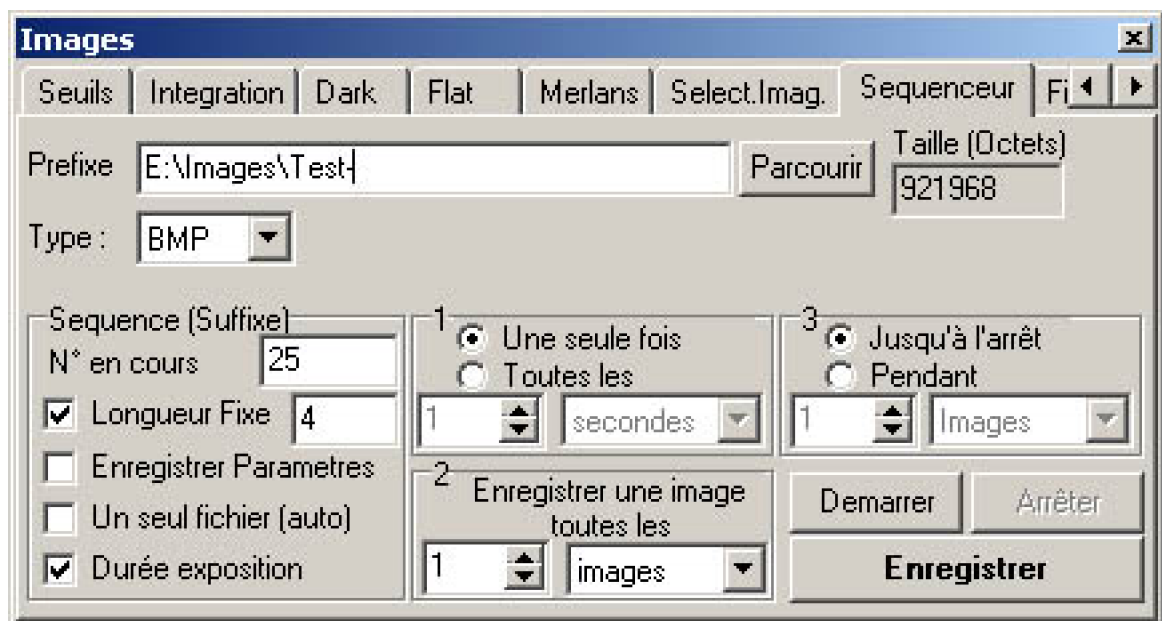 Images
Seuils Integration Dark Flat Merlans Select.Imag. Sequenceur Fi
Prefixe E:\Images\Test- Parcourir Taille (Octets)
921968
Type : BMP
Sequence (Suffixe)
N° en cours 25
Longueur Fixe 4
Enregistrer Parametres
Un seul fichier (auto)
Durée exposition
1
Une seule fois
Toutes les
1 secondes
2
Enregistrer une image
toutes les
1 images
3
Jusqu'à l'arrêt
Pendant
1 Images
Demarrer Arrêter
Enregistrer